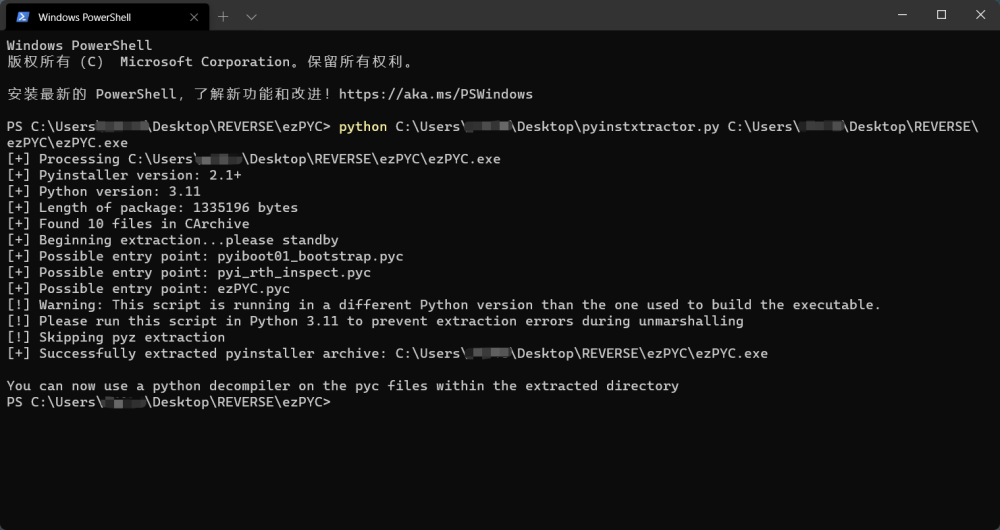 Windows PowerShell
Windows PowerShell
版权所有 (C)  Microsoft Corporation。保留所有权利。
安装最新的 PowerShell，了解新功能和改进！https://aka.ms/PSWindows
PS C:\Users\Desktop\REVERSE\ezPYC> python C:\Users\Desktop\pyinstxtractor.py C:\Users\Desktop\REVERSE\
ezPYC\ezPYC.exe
[+] Processing C:\Users\Desktop\REVERSE\ezPYC\ezPYC.exe
[+] Pyinstaller version: 2.1+
[+] Python version: 3.11
[+] Length of package: 1335196 bytes
[+] Found 10 files in CArchive
[+] Beginning extraction...please standby
[+] Possible entry point: pyiboot01_bootstrap.pyc
[+] Possible entry point: pyi_rth_inspect.pyc
[+] Possible entry point: ezPYC.pyc
[!] Warning: This script is running in a different Python version than the one used to build the executable.
[!] Please run this script in Python 3.11 to prevent extraction errors during unmarshalling
[!] Skipping pyz extraction
[+] Successfully extracted pyinstaller archive: C:\Users\Desktop\REVERSE\ezPYC\ezPYC.exe
You can now use a python decompiler on the pyc files within the extracted directory
PS C:\Users\Desktop\REVERSE\ezPYC>